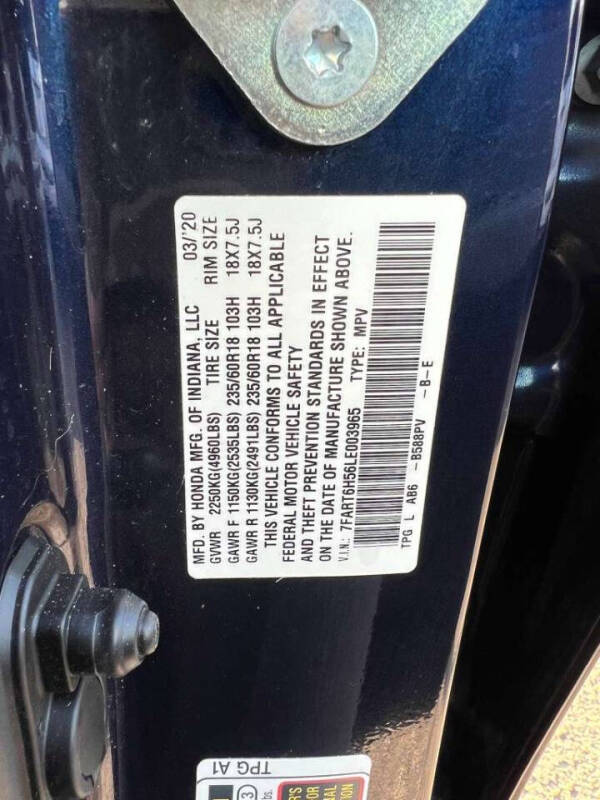 MFD. BY HONDA MFG. OF INDIANA, LLC 03/'20
GVWR 2250KG(4960LBS) TIRE SIZE RIM SIZE
GAWR F 1150KG(2535LBS) 235/60R18 103H 18X7.5J
GAWR R 1130KG(2491LBS) 235/60R18 103H 18X7.5J
THIS VEHICLE CONFORMS TO ALL APPLICABLE
FEDERAL MOTOR VEHICLE SAFETY
AND THEFT PREVENTION STANDARDS IN EFFECT
ON THE DATE OF MANUFACTURE SHOWN ABOVE.
V.I.N.: 7FART6H56LE003965 TYPE: MPV
TPG L AB6 -B588PV -B-E
TPG A1